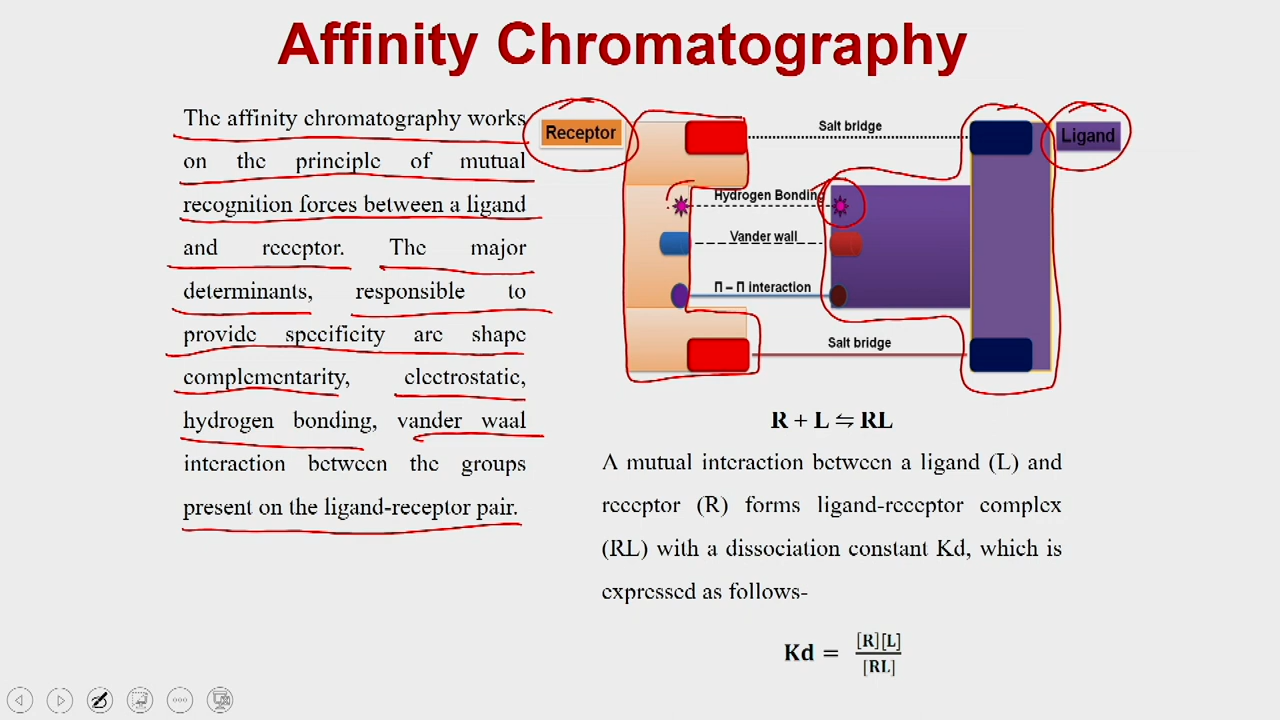 Affinity Chromatography
The affinity chromatography works
on the principle of mutual
recognition forces between a ligand
and receptor. The major
determinants, responsible to
provide specificity are shape
complementarity, electrostatic,
hydrogen bonding, vander waal
interaction between the groups
present on the ligand-receptor pair.
Receptor
Salt bridge
Ligand
Hydrogen Bonding
Vander wall
Π – Π interaction
Salt bridge
R + L ⇋ RL
A mutual interaction between a ligand (L) and
receptor (R) forms ligand-receptor complex
(RL) with a dissociation constant Kd, which is
expressed as follows-
Kd = [R][L]
[RL]